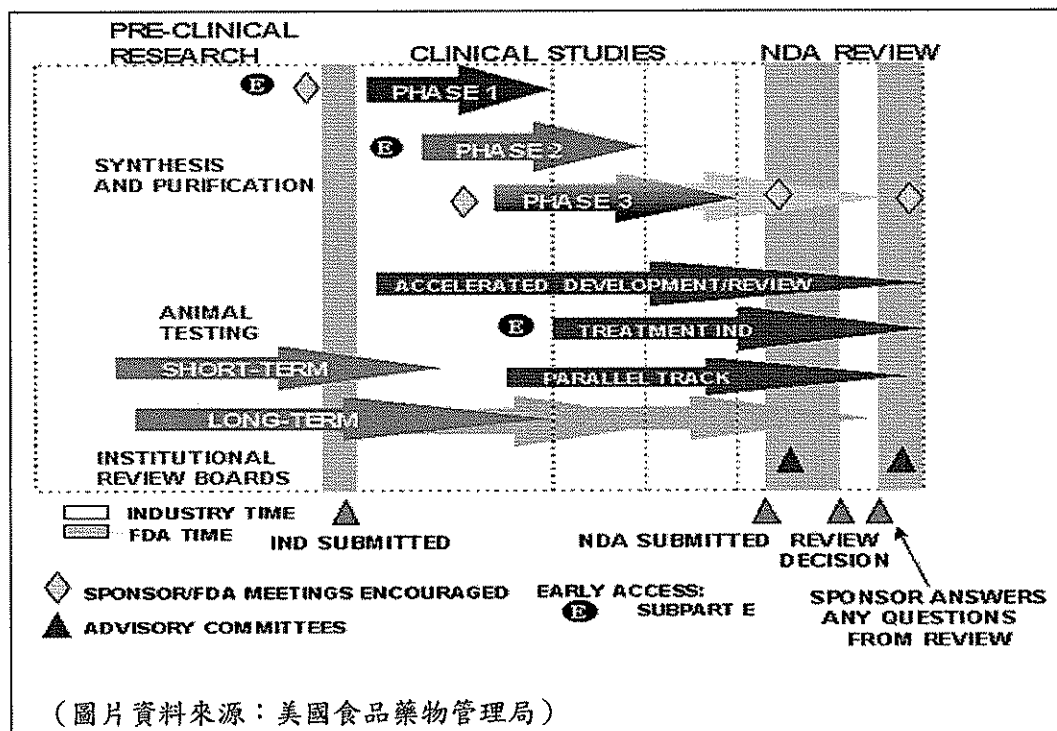 PRE-CLINICAL
RESEARCH
CLINICAL STUDIES
NDA REVIEW
E
PHASE 1
E
PHASE 2
SYNTHESIS
AND PURIFICATION
PHASE 3
ACCELERATED DEVELOPMENT/REVIEW
ANIMAL
TESTING
E
TREATMENT IND
SHORT-TERM
PARALLEL TRACK
LONG-TERM
INSTITUTIONAL
REVIEW BOARDS
INDUSTRY TIME
FDA TIME
IND SUBMITTED
NDA SUBMITTED
REVIEW
DECISION
SPONSOR/FDA MEETINGS ENCOURAGED
ADVISORY COMMITTEES
EARLY ACCESS:
E SUBPART E
SPONSOR ANSWERS
ANY QUESTIONS
FROM REVIEW
(圖片資料來源：美國食品藥物管理局)